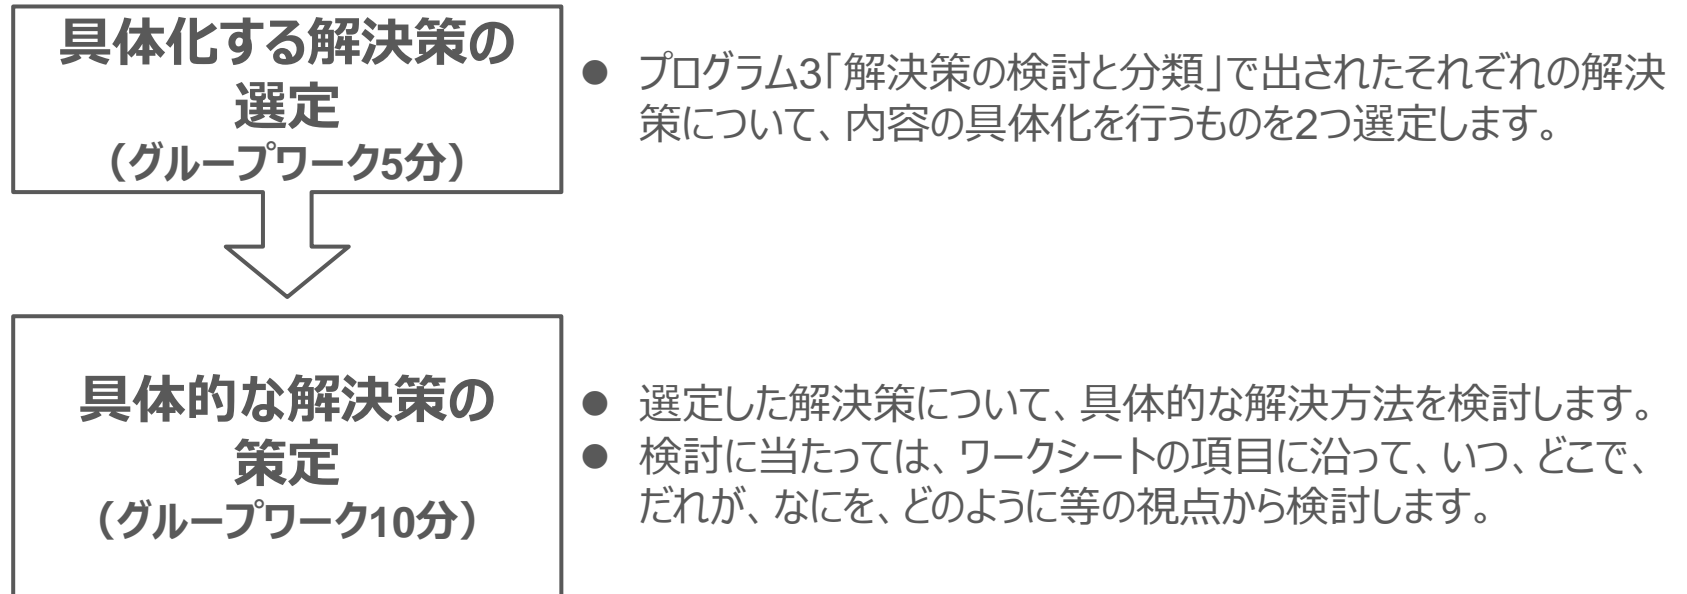 具体化する解決策の
選定
（グループワーク5分）
● プログラム3「解決策の検討と分類」で出されたそれぞれの解決
策について、内容の具体化を行うものを2つ選定します。
具体的な解決策の
策定
（グループワーク10分）
● 選定した解決策について、具体的な解決方法を検討します。
● 検討に当たっては、ワークシートの項目に沿って、いつ、どこで、
だれが、なにを、どのように等の視点から検討します。